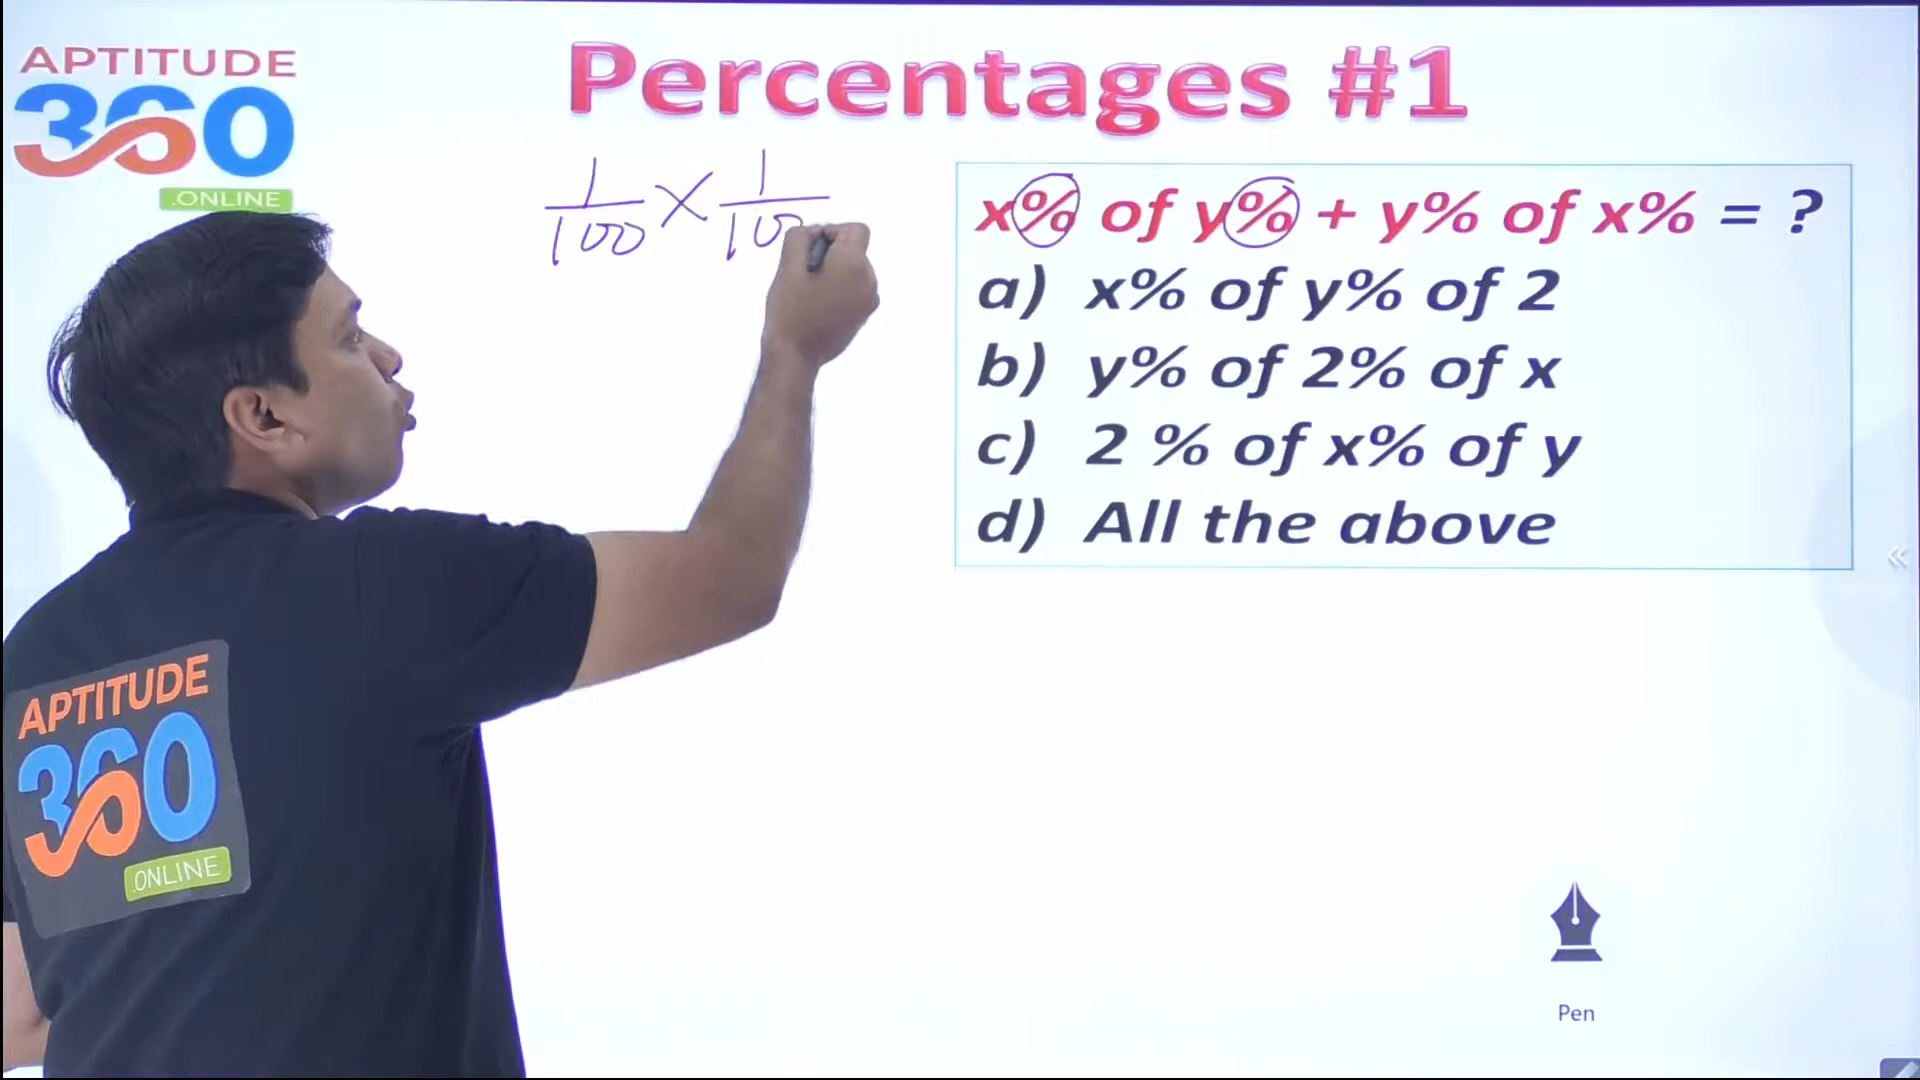 APTITUDE
360
.ONLINE
Percentages #1
1/100 × 1/10
x% of y% + y% of x% = ?
a) x% of y% of 2
b) y% of 2% of x
c) 2 % of x% of y
d) All the above
APTITUDE
360
.ONLINE
«
Pen